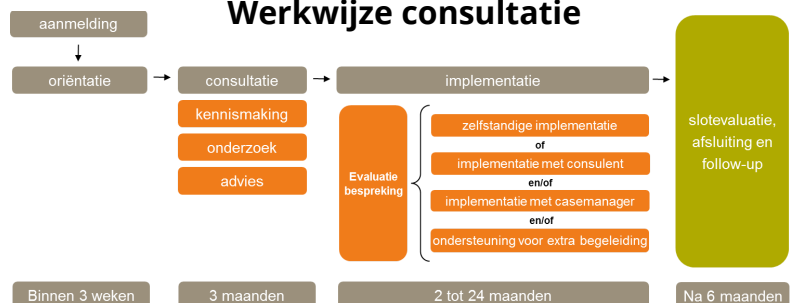 Werkwijze consultatie
aanmelding
oriëntatie
consultatie
kennismaking
onderzoek
advies
implementatie
Evaluatie
bespreking
zelfstandige implementatie
of
implementatie met consulent
en/of
implementatie met casemanager
en/of
ondersteuning voor extra begeleiding
slotevaluatie,
afsluiting en
follow-up
Binnen 3 weken
3 maanden
2 tot 24 maanden
Na 6 maanden